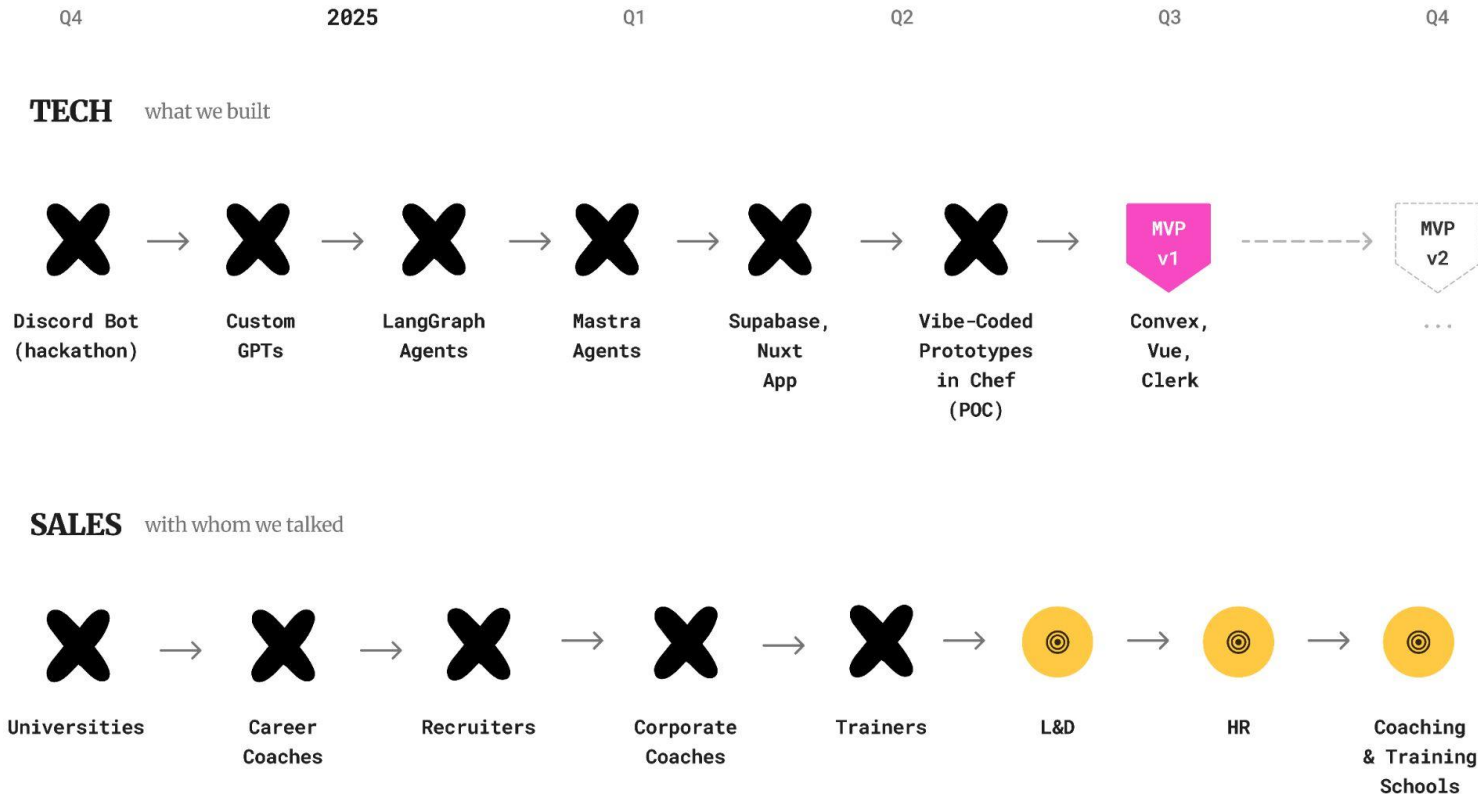 Q4 2025 Q1 Q2 Q3 Q4
TECH what we built
MVP v1
MVP v2
Discord Bot
(hackathon)
Custom
GPTs
LangGraph
Agents
Mastra
Agents
Supabase,
Nuxt
App
Vibe-Coded
Prototypes
in Chef
(POC)
Convex,
Vue,
Clerk
...
SALES with whom we talked
Universities
Career
Coaches
Recruiters
Corporate
Coaches
Trainers
L&D
HR
Coaching
& Training
Schools